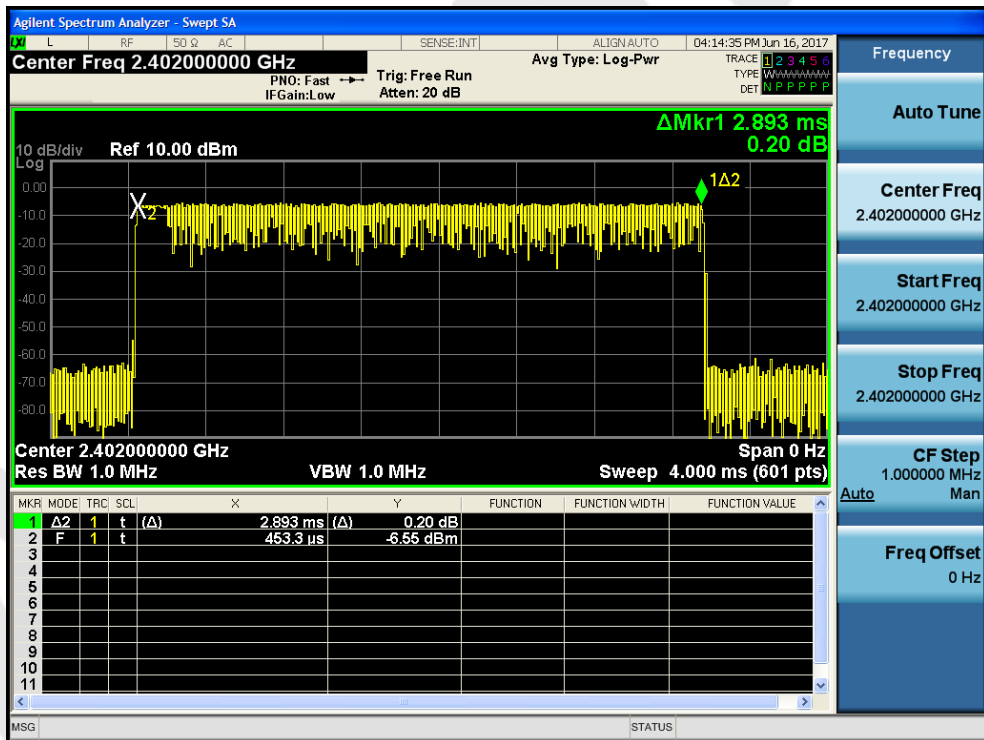 Agilent Spectrum Analyzer - Swept SA
LXI L RF 50 Ω AC SENSE:INT ALIGN AUTO 04:14:35 PM Jun 16, 2017
Center Freq 2.402000000 GHz
PNO: Fast
IFGain:Low
Trig: Free Run
Atten: 20 dB
Avg Type: Log-Pwr
TRACE 1 2 3 4 5 6
TYPE W
DET N P P P P P
ΔMkr1 2.893 ms
0.20 dB
10 dB/div Ref 10.00 dBm
Log
0.00
-10.0
-20.0
-30.0
-40.0
-50.0
-60.0
-70.0
-80.0
X2
1Δ2
Center 2.402000000 GHz Span 0 Hz
Res BW 1.0 MHz VBW 1.0 MHz Sweep 4.000 ms (601 pts)
MKR MODE TRC SCL X Y FUNCTION FUNCTION WIDTH FUNCTION VALUE
1 Δ2 1 t (Δ) 2.893 ms (Δ) 0.20 dB
2 F 1 t 453.3 µs -6.55 dBm
3
4
5
6
7
8
9
10
11
MSG STATUS
Frequency
Auto Tune
Center Freq
2.402000000 GHz
Start Freq
2.402000000 GHz
Stop Freq
2.402000000 GHz
CF Step
1.000000 MHz
Auto Man
Freq Offset
0 Hz